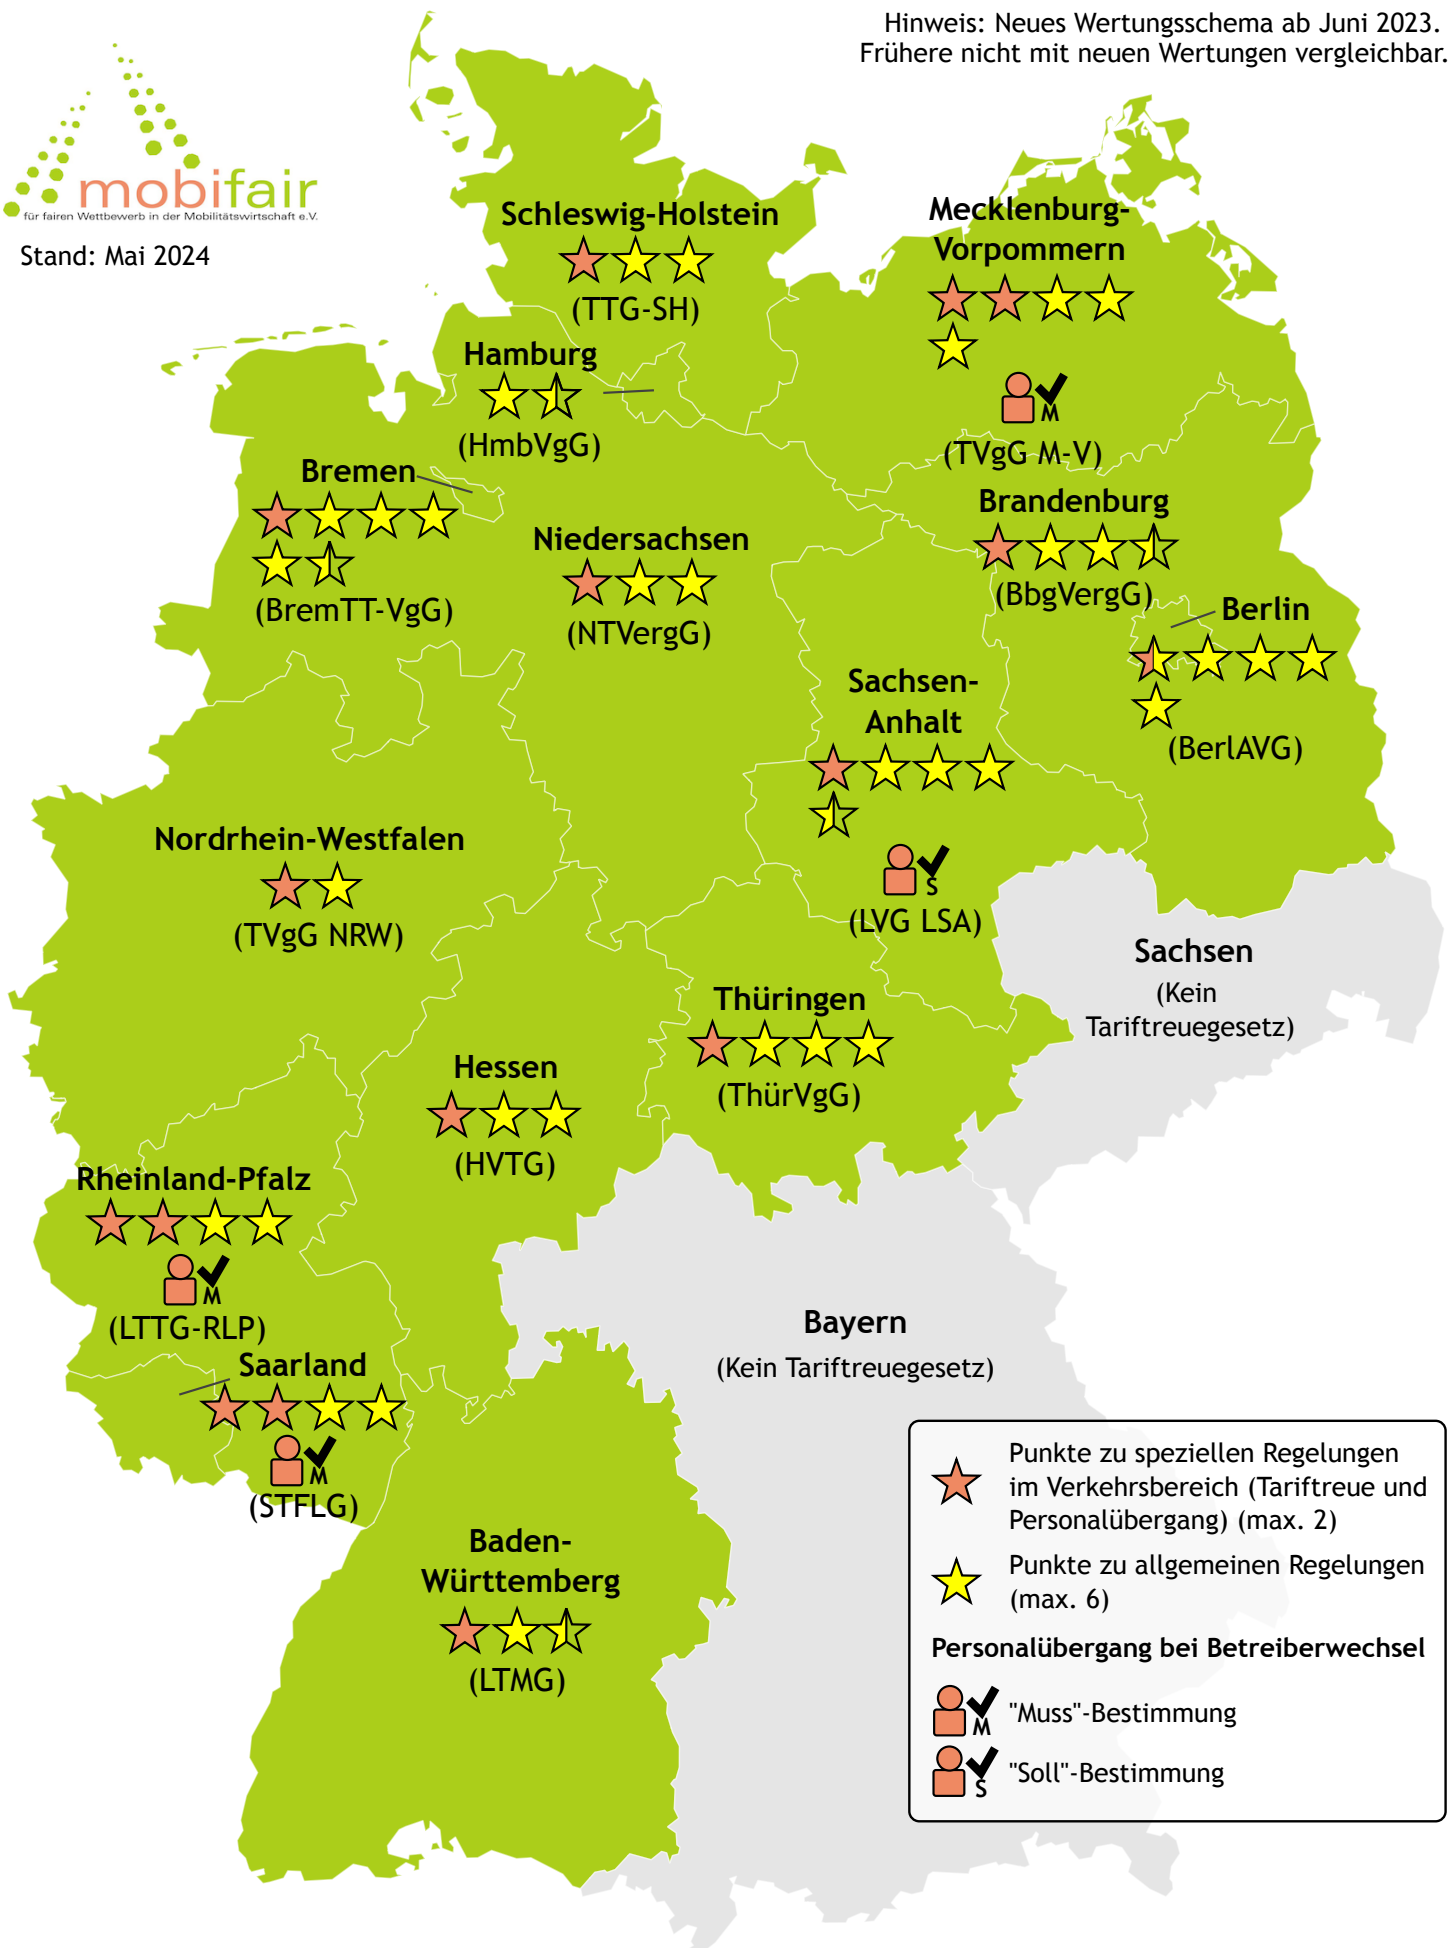 Hinweis: Neues Wertungsschema ab Juni 2023.
Frühere nicht mit neuen Wertungen vergleichbar.
mobifair
für fairen Wettbewerb in der Mobilitätswirtschaft e.V.
Stand: Mai 2024
Schleswig-Holstein
(TTG-SH)
Mecklenburg-
Vorpommern
M
(TVgG M-V)
Hamburg
(HmbVgG)
Bremen
(BremTT-VgG)
Niedersachsen
(NTVergG)
Brandenburg
(BbgVergG)
Berlin
(BerlAVG)
Sachsen-
Anhalt
S
(LVG LSA)
Nordrhein-Westfalen
(TVgG NRW)
Sachsen
(Kein
Tariftreuegesetz)
Thüringen
(ThürVgG)
Hessen
(HVTG)
Rheinland-Pfalz
M
(LTTG-RLP)
Saarland
M
(STFLG)
Bayern
(Kein Tariftreuegesetz)
Baden-
Württemberg
(LTMG)
Punkte zu speziellen Regelungen
im Verkehrsbereich (Tariftreue und
Personalübergang) (max. 2)
Punkte zu allgemeinen Regelungen
(max. 6)
Personalübergang bei Betreiberwechsel
M
"Muss"-Bestimmung
S
"Soll"-Bestimmung